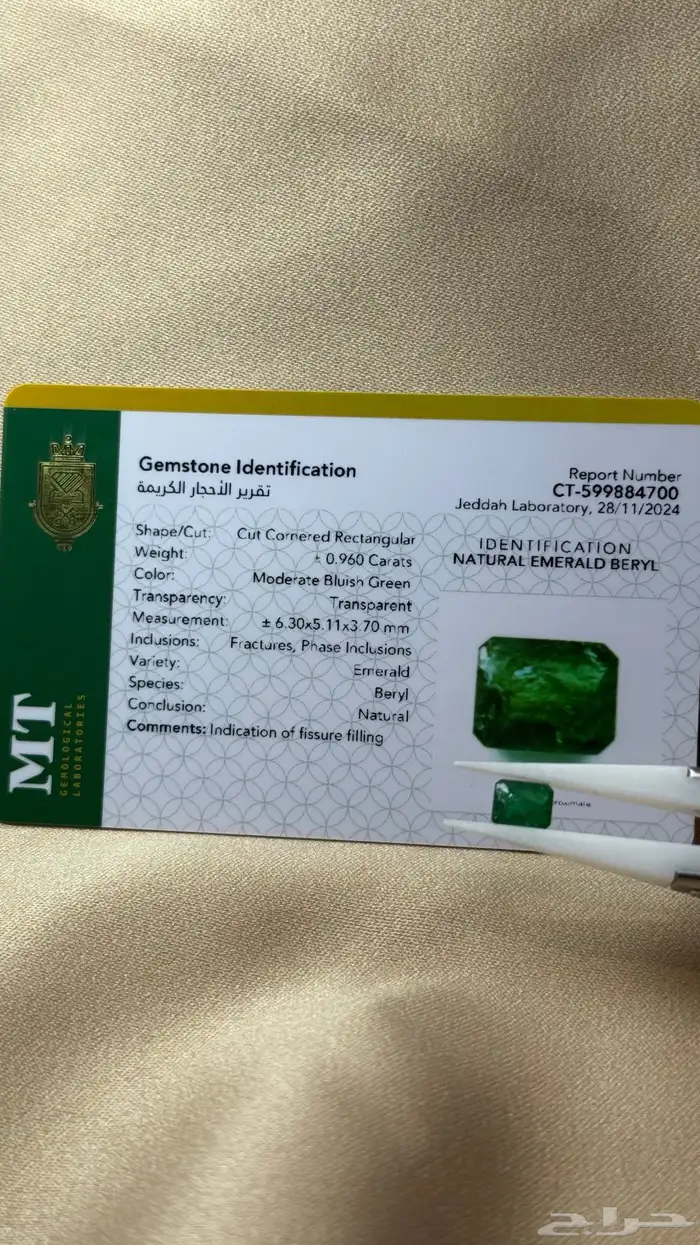 Gemstone Identification
تقرير الأحجار الكريمة
Report Number
CT-599884700
Jeddah Laboratory, 28/11/2024
Shape/Cut: Cut Cornered Rectangular
Weight: ± 0.960 Carats
Color: Moderate Bluish Green
Transparency: Transparent
Measurement: ± 6.30x5.11x3.70 mm
Inclusions: Fractures, Phase Inclusions
Variety: Emerald
Species: Beryl
Conclusion: Natural
Comments: Indication of fissure filling
IDENTIFICATION
NATURAL EMERALD BERYL
MT
GEMOLOGICAL
LABORATORIES
حراج